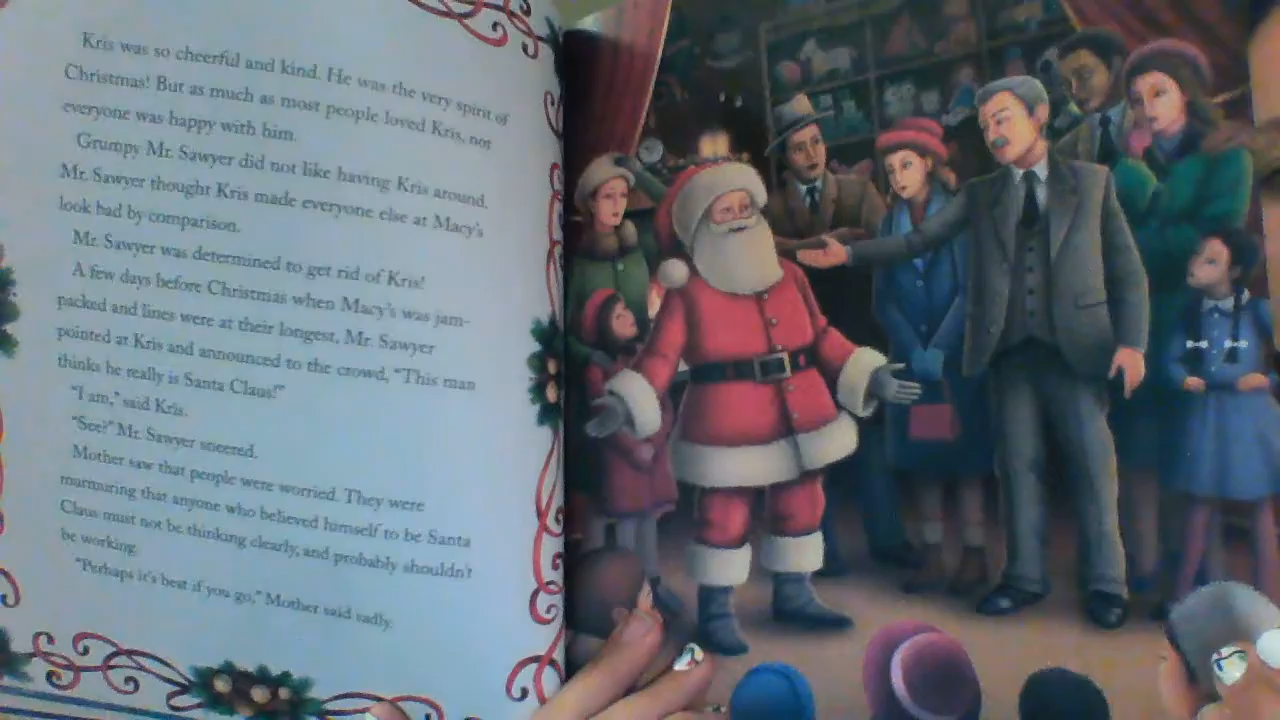 Kris was so cheerful and kind. He was the very spirit of
Christmas! But as much as most people loved Kris, not
everyone was happy with him.
Grumpy Mr. Sawyer did not like having Kris around.
Mr. Sawyer thought Kris made everyone else at Macy's
look bad by comparison.
Mr. Sawyer was determined to get rid of Kris!
A few days before Christmas when Macy's was jam-
packed and lines were at their longest, Mr. Sawyer
pointed at Kris and announced to the crowd, "This man
thinks he really is Santa Claus!"
"I am," said Kris.
"See?" Mr. Sawyer sneered.
Mother saw that people were worried. They were
murmuring that anyone who believed himself to be Santa
Claus must not be thinking clearly, and probably shouldn't
be working.
"Perhaps it's best if you go," Mother said sadly.